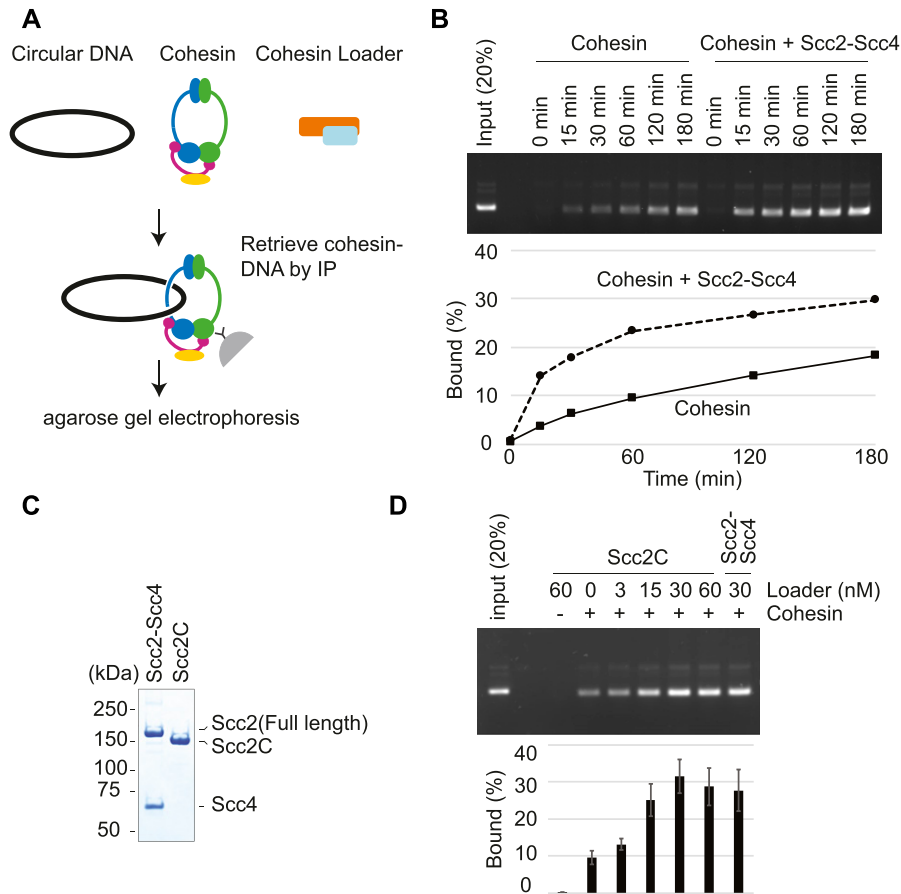 A
Circular DNA Cohesin Cohesin Loader
Retrieve cohesin-
DNA by IP
agarose gel electrophoresis
B
Input (20%)
Cohesin
Cohesin + Scc2-Scc4
0 min
15 min
30 min
60 min
120 min
180 min
0 min
15 min
30 min
60 min
120 min
180 min
40
30
20
10
0
Bound (%)
Cohesin + Scc2-Scc4
Cohesin
0 60 120 180
Time (min)
C
Scc2-Scc4
Scc2C
(kDa)
250
150
100
75
50
Scc2(Full length)
Scc2C
Scc4
D
input (20%)
Scc2C
Scc2-
Scc4
60 0 3 15 30 60 30 Loader (nM)
- + + + + + + Cohesin
40
30
20
10
0
Bound (%)